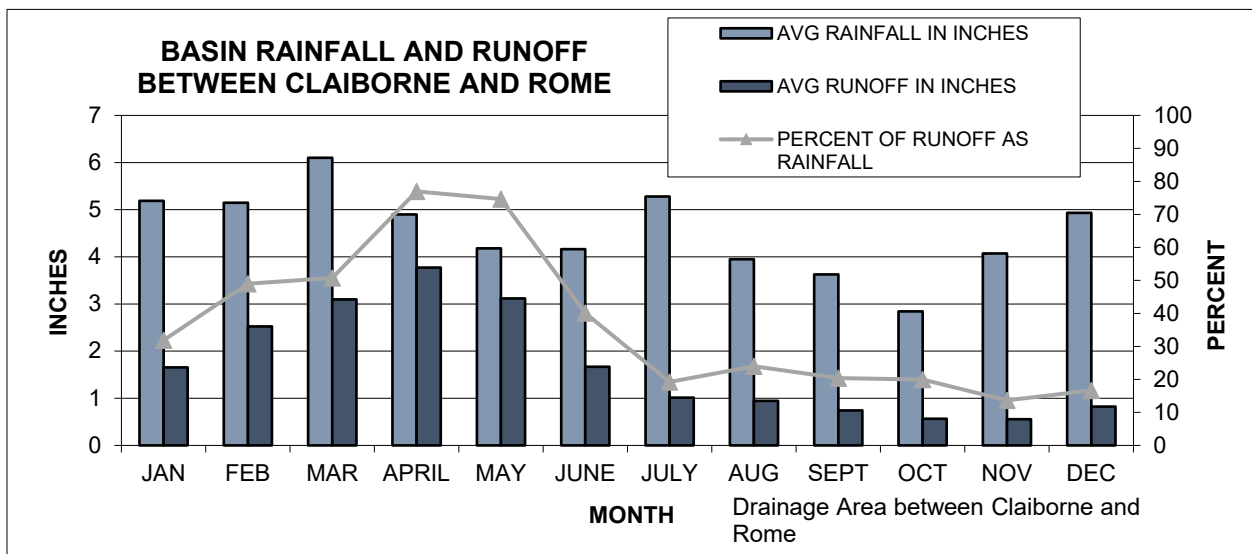 BASIN RAINFALL AND RUNOFF
BETWEEN CLAIBORNE AND ROME
AVG RAINFALL IN INCHES
AVG RUNOFF IN INCHES
PERCENT OF RUNOFF AS
RAINFALL
INCHES
7
6
5
4
3
2
1
0
100
90
80
70
60
50
40
30
20
10
0
PERCENT
JAN FEB MAR APRIL MAY JUNE JULY AUG SEPT OCT NOV DEC
MONTH
Drainage Area between Claiborne and
Rome